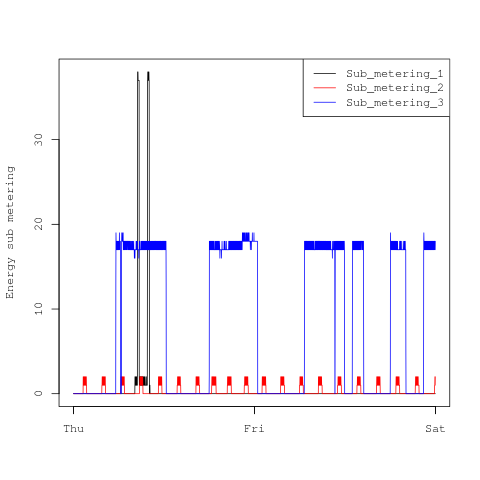 Sub_metering_1
Sub_metering_2
Sub_metering_3
Energy sub metering
30
20
10
0
Thu Fri Sat